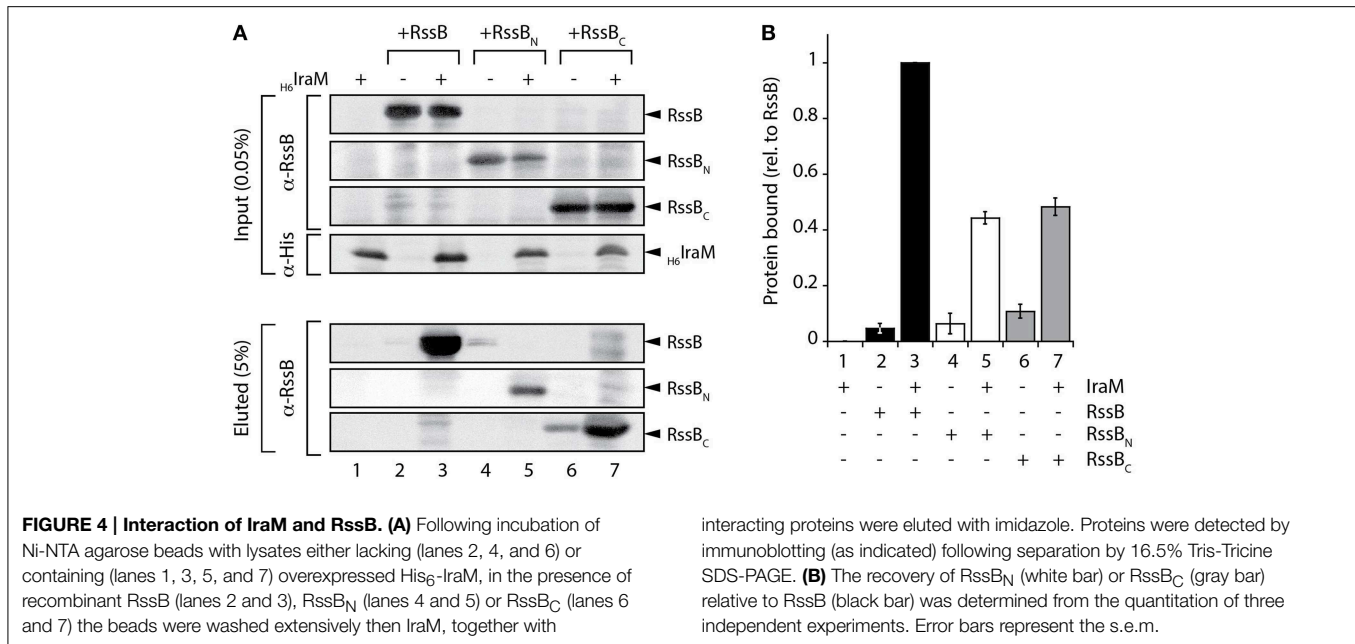 A
+RssB +RssBN +RssBC
H6IraM + - + - + - +
Input (0.05%)
α-RssB
RssB
RssBN
RssBC
α-His
H6IraM
Eluted (5%)
α-RssB
RssB
RssBN
RssBC
1 2 3 4 5 6 7
B
Protein bound (rel. to RssB)
1
0.8
0.6
0.4
0.2
0
1 2 3 4 5 6 7
+ - + - + - + IraM
- + + - - - - RssB
- - - + + - - RssBN
- - - - - + + RssBC
FIGURE 4 | Interaction of IraM and RssB. (A) Following incubation of
Ni-NTA agarose beads with lysates either lacking (lanes 2, 4, and 6) or
containing (lanes 1, 3, 5, and 7) overexpressed His6-IraM, in the presence of
recombinant RssB (lanes 2 and 3), RssBN (lanes 4 and 5) or RssBC (lanes 6
and 7) the beads were washed extensively then IraM, together with
interacting proteins were eluted with imidazole. Proteins were detected by
immunoblotting (as indicated) following separation by 16.5% Tris-Tricine
SDS-PAGE. (B) The recovery of RssBN (white bar) or RssBC (gray bar)
relative to RssB (black bar) was determined from the quantitation of three
independent experiments. Error bars represent the s.e.m.